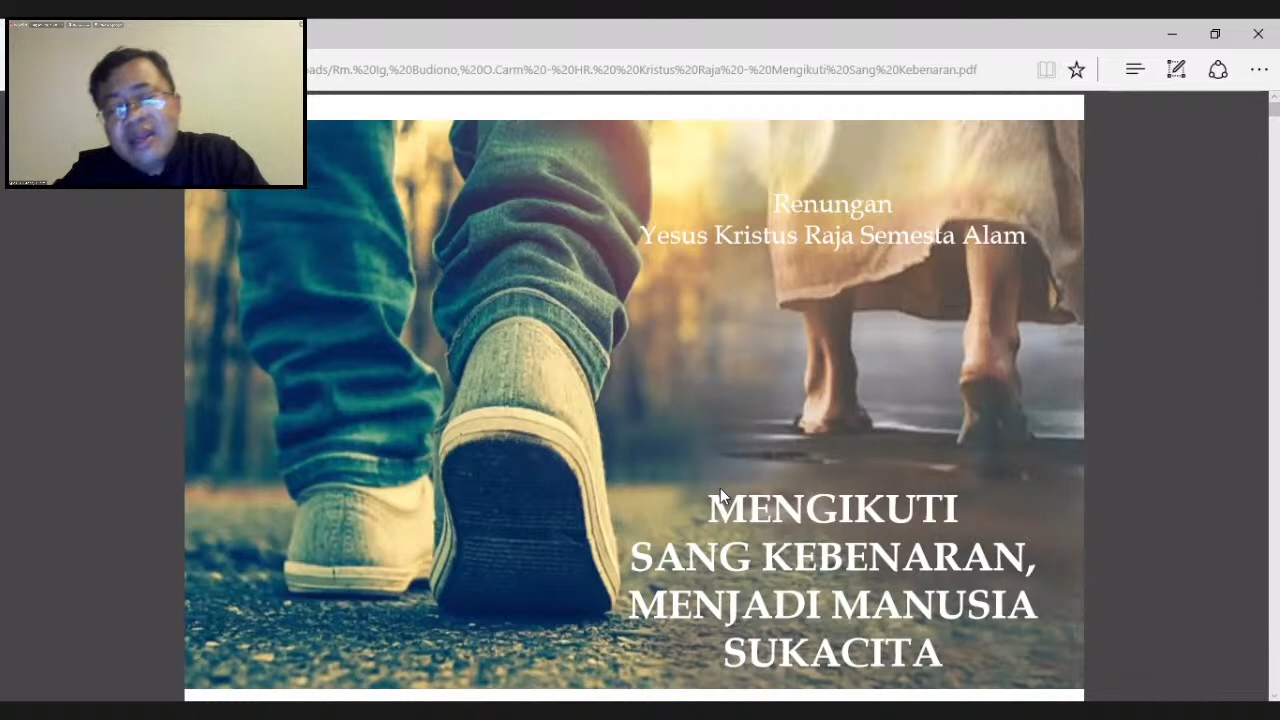 ads/Rm.%20Ig,%20Budiono,%20O.Carm%20-%20HR.%20%20Kristus%20Raja%20-%20Mengikuti%20Sang%20Kebenaran.pdf
Renungan
Yesus Kristus Raja Semesta Alam
MENGIKUTI
SANG KEBENARAN,
MENJADI MANUSIA
SUKACITA